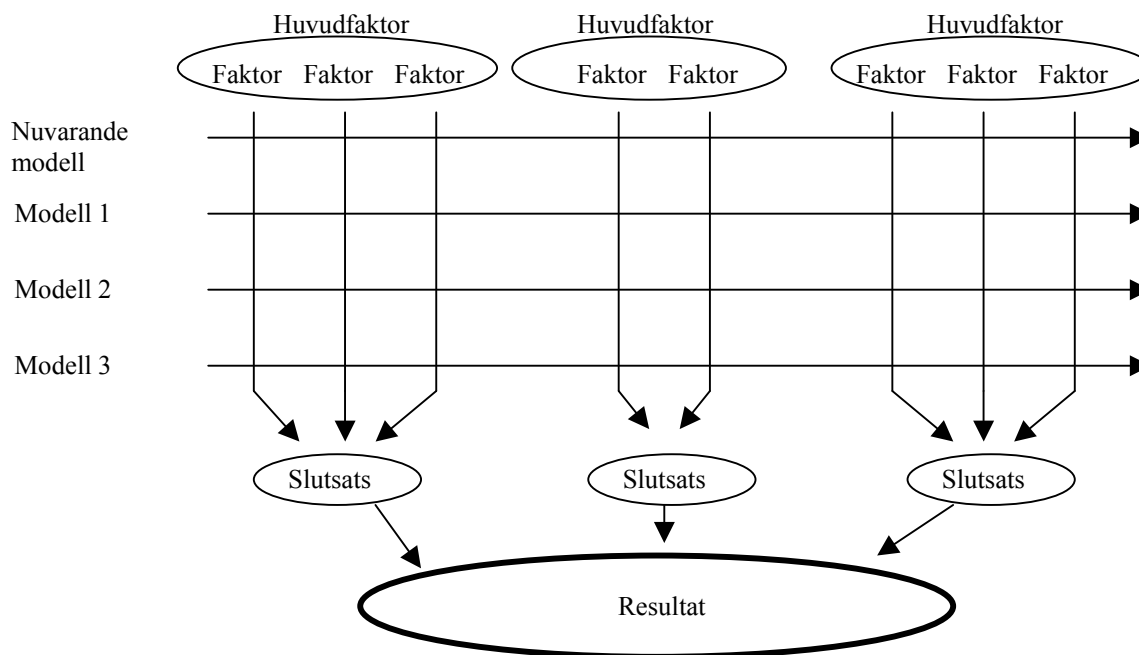 Huvudfaktor Huvudfaktor Huvudfaktor
Faktor Faktor Faktor Faktor Faktor Faktor Faktor Faktor
Nuvarande
modell
Modell 1
Modell 2
Modell 3
Slutsats Slutsats Slutsats
Resultat